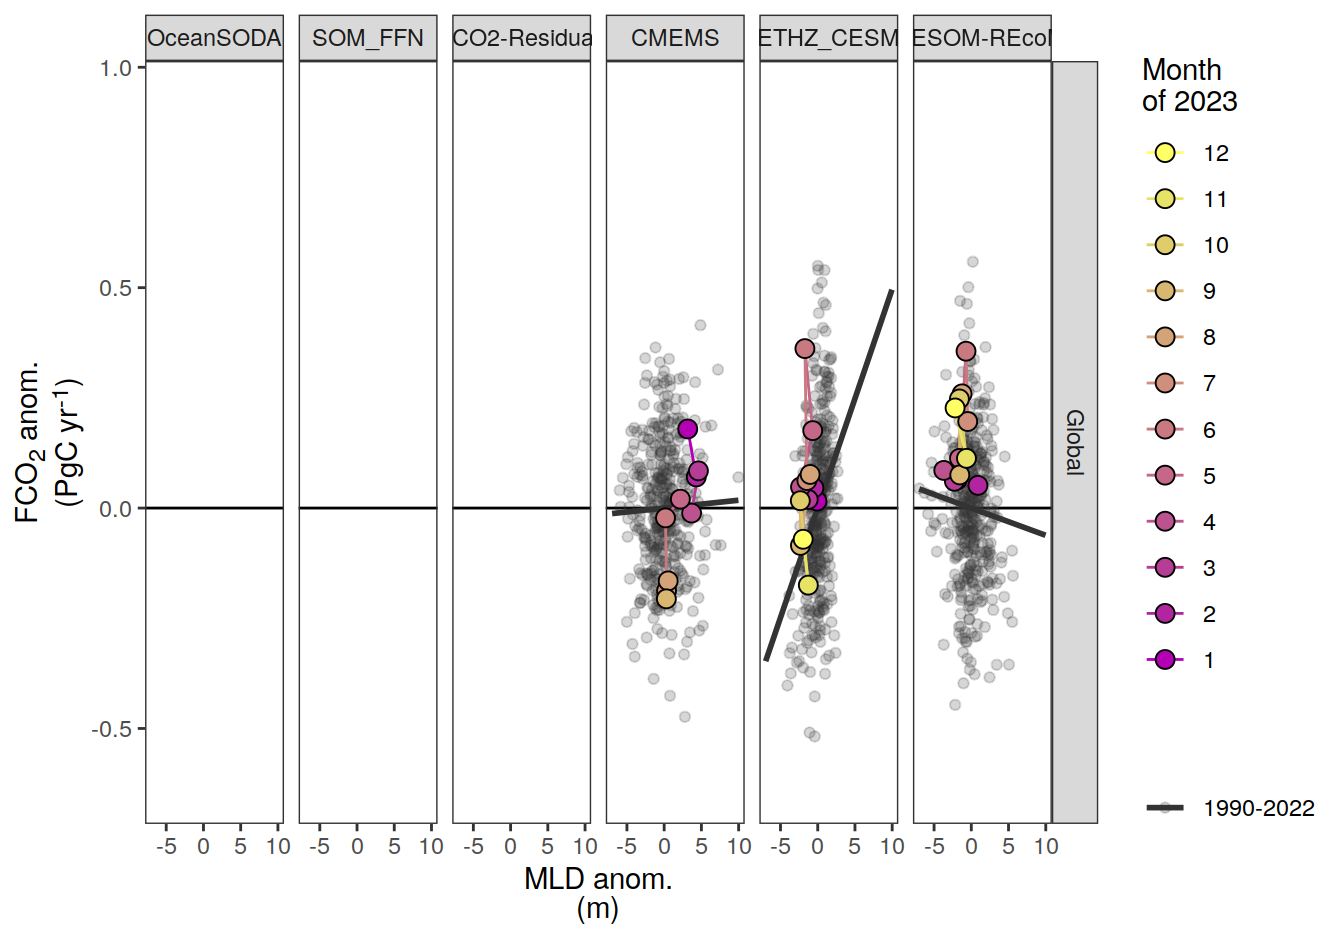 OceanSODA
SOM_FFN
CO2-Residua
CMEMS
ETHZ_CESM
ESOM-REcoM
Global
1.0
0.5
0.0
-0.5
FCO2 anom.
(PgC yr-1)
-5 0 5 10
-5 0 5 10
-5 0 5 10
-5 0 5 10
-5 0 5 10
-5 0 5 10
MLD anom.
(m)
Month
of 2023
12
11
10
9
8
7
6
5
4
3
2
1
1990-2022